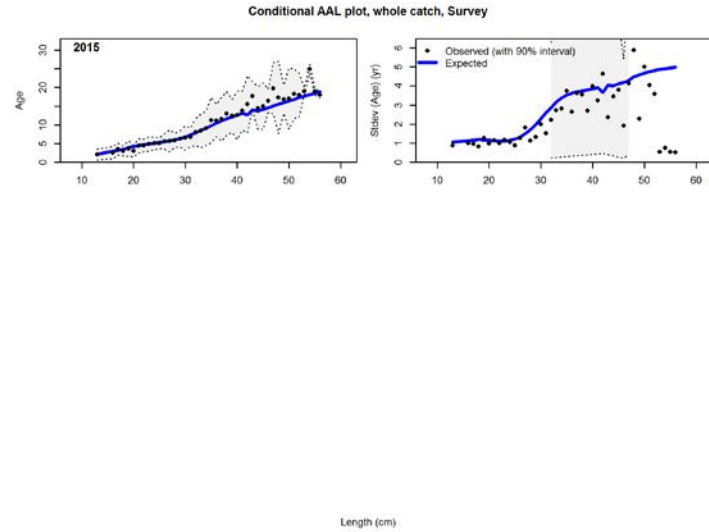 Conditional AAL plot, whole catch, Survey
2015
Age
0 5 10 20 30
10 20 30 40 50 60
Observed (with 90% interval)
Expected
Stdev (Age) (yr)
0 1 2 3 4 5 6
10 20 30 40 50 60
Length (cm)